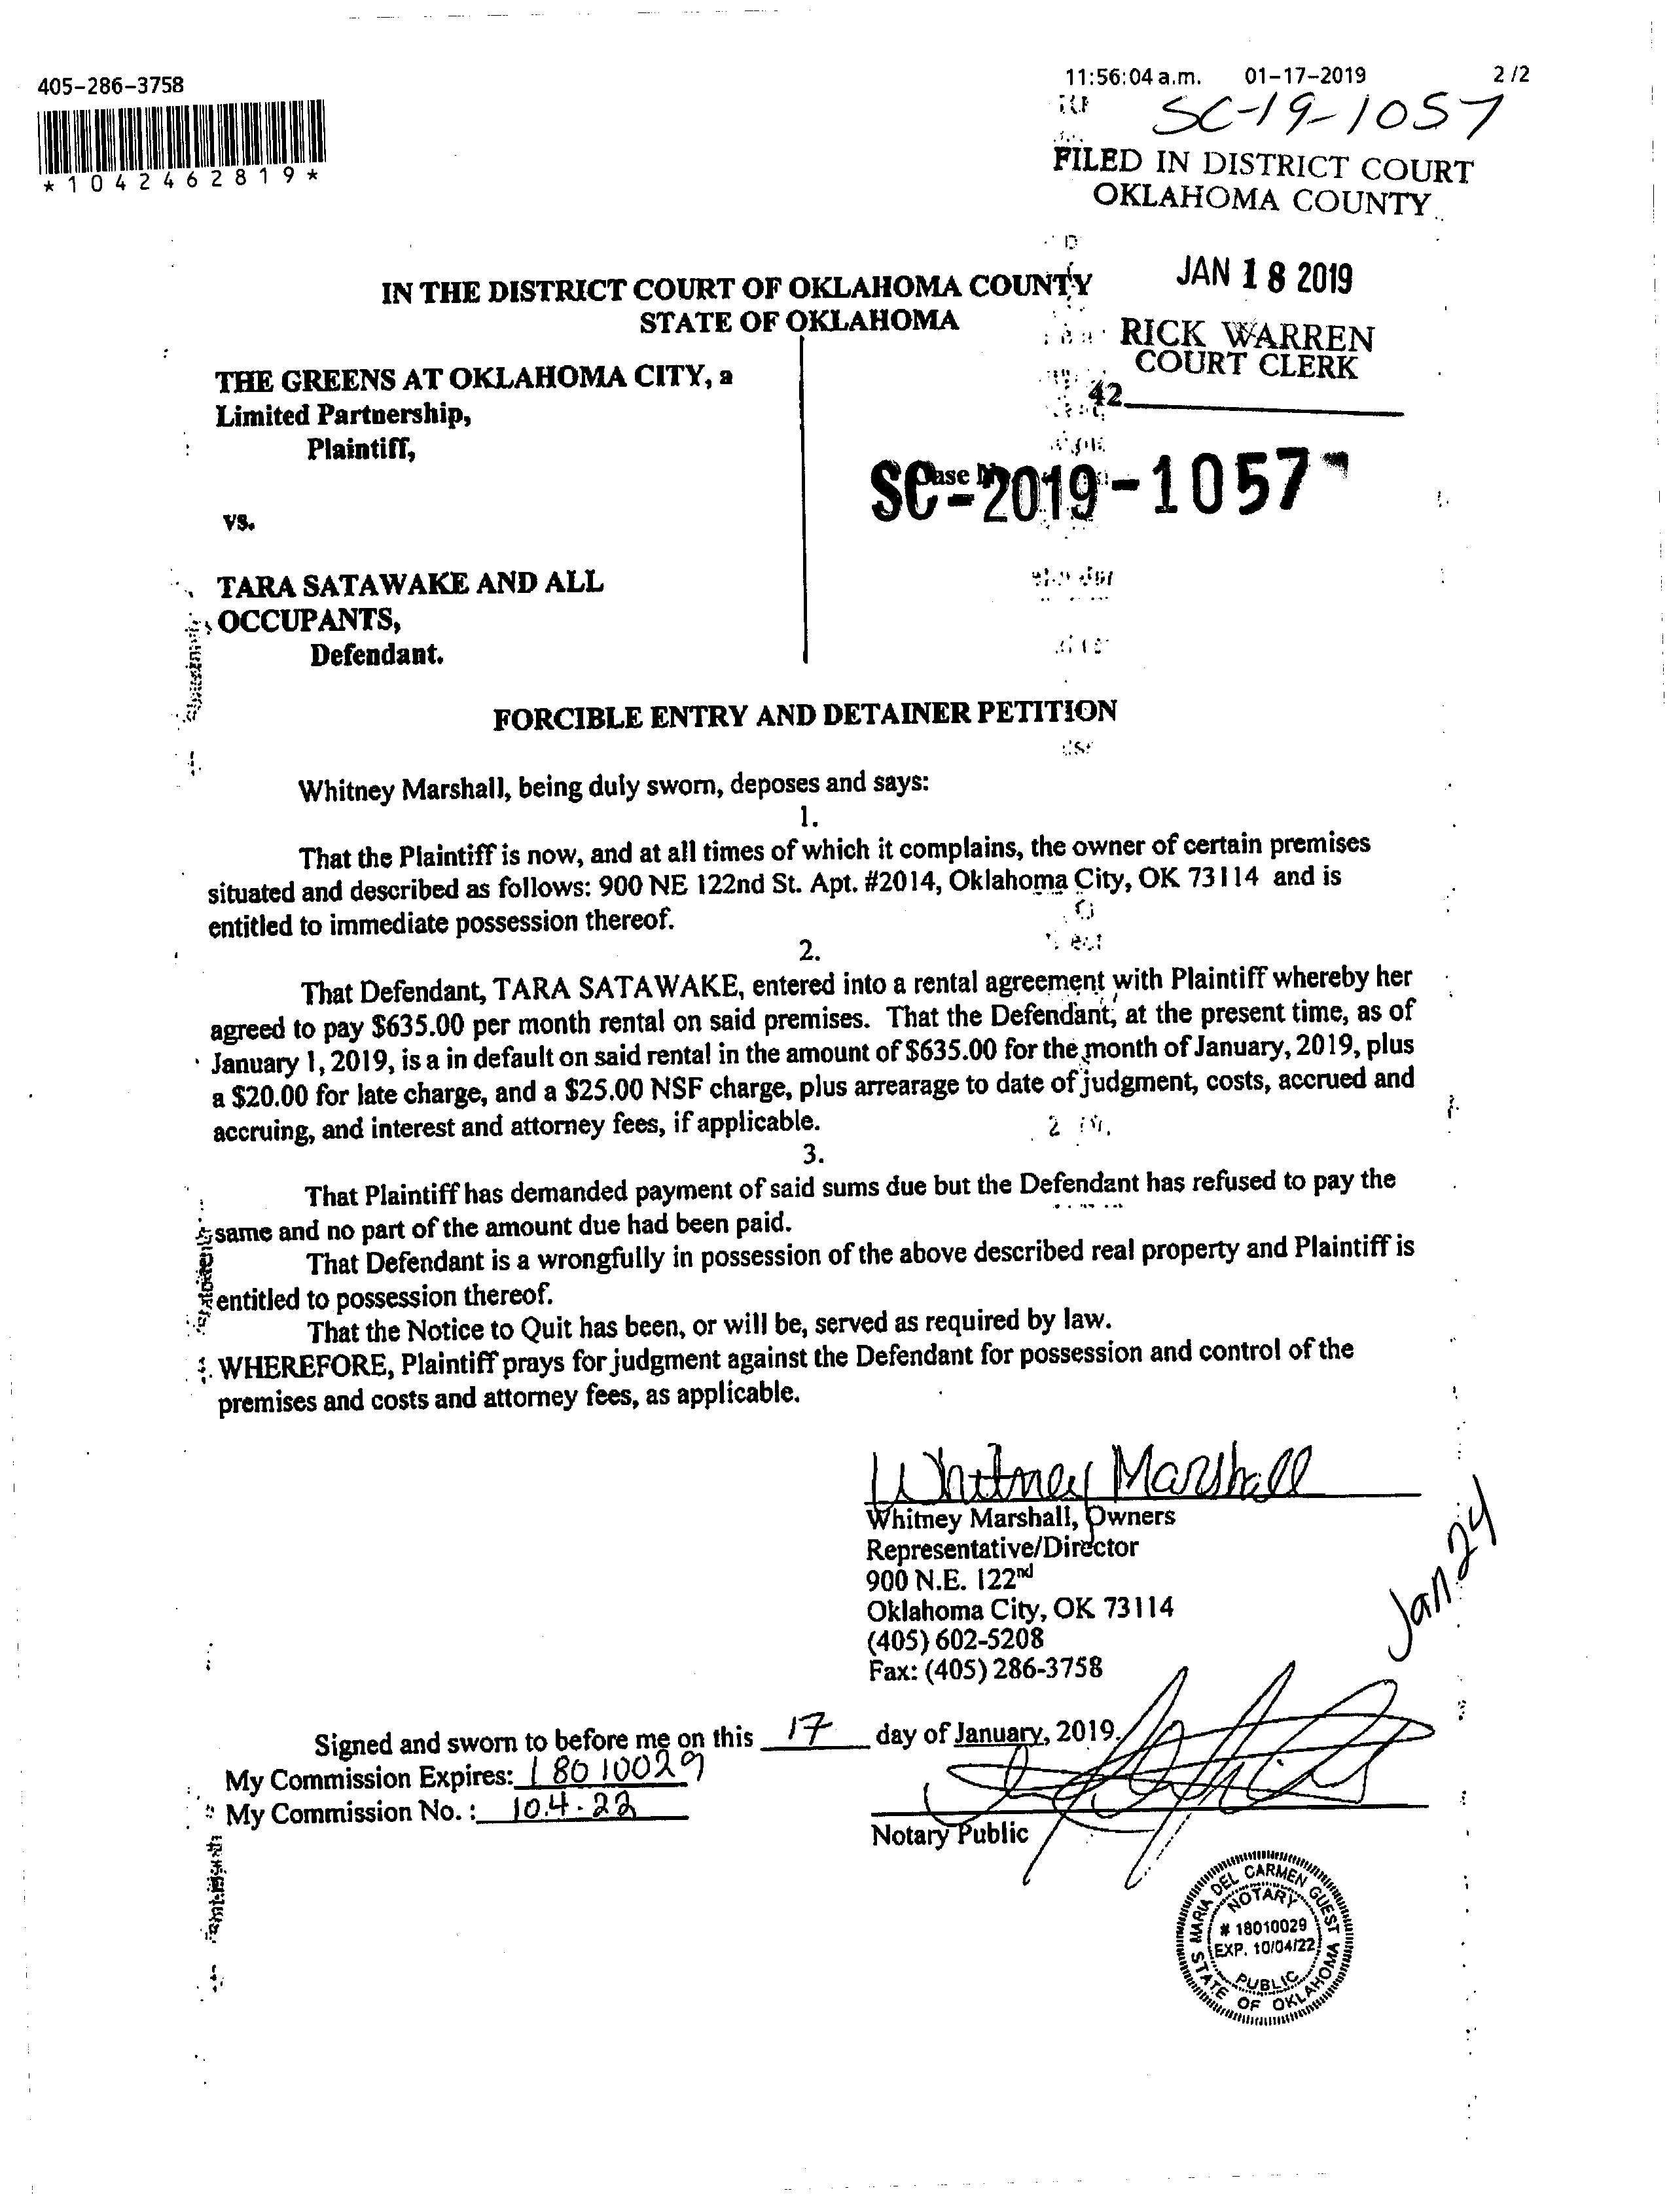 405-286-3758
11:56:04 a.m. 01-17-2019 2/2
*1042462819*
SC-19-1057
FILED IN DISTRICT COURT
OKLAHOMA COUNTY
JAN 18 2019
RICK WARREN
COURT CLERK
42
IN THE DISTRICT COURT OF OKLAHOMA COUNTY
STATE OF OKLAHOMA
THE GREENS AT OKLAHOMA CITY, a
Limited Partnership,
Plaintiff,
SC-2019-1057
vs.
TARA SATAWAKE AND ALL
OCCUPANTS,
Defendant.
FORCIBLE ENTRY AND DETAINER PETITION
Whitney Marshall, being duly sworn, deposes and says:
1.
That the Plaintiff is now, and at all times of which it complains, the owner of certain premises
situated and described as follows: 900 NE 122nd St. Apt. #2014, Oklahoma City, OK 73114 and is
entitled to immediate possession thereof.
2.
That Defendant, TARA SATAWAKE, entered into a rental agreement with Plaintiff whereby her
agreed to pay $635.00 per month rental on said premises. That the Defendant, at the present time, as of
January 1, 2019, is a in default on said rental in the amount of $635.00 for the month of January, 2019, plus
a $20.00 for late charge, and a $25.00 NSF charge, plus arrearage to date of judgment, costs, accrued and
accruing, and interest and attorney fees, if applicable.
3.
That Plaintiff has demanded payment of said sums due but the Defendant has refused to pay the
same and no part of the amount due had been paid.
That Defendant is a wrongfully in possession of the above described real property and Plaintiff is
entitled to possession thereof.
That the Notice to Quit has been, or will be, served as required by law.
WHEREFORE, Plaintiff prays for judgment against the Defendant for possession and control of the
premises and costs and attorney fees, as applicable.
Whitney Marshall
Whitney Marshall, Owners
Representative/Director
900 N.E. 122nd
Oklahoma City, OK 73114
(405) 602-5208
Fax: (405) 286-3758
Jan 24
Signed and sworn to before me on this 17 day of January, 2019.
My Commission Expires: 18010029
My Commission No. : 10.4.22
Notary Public
MARIA DEL CARMEN GUEST
NOTARY
# 18010029
EXP. 10/04/22
PUBLIC
STATE OF OKLAHOMA